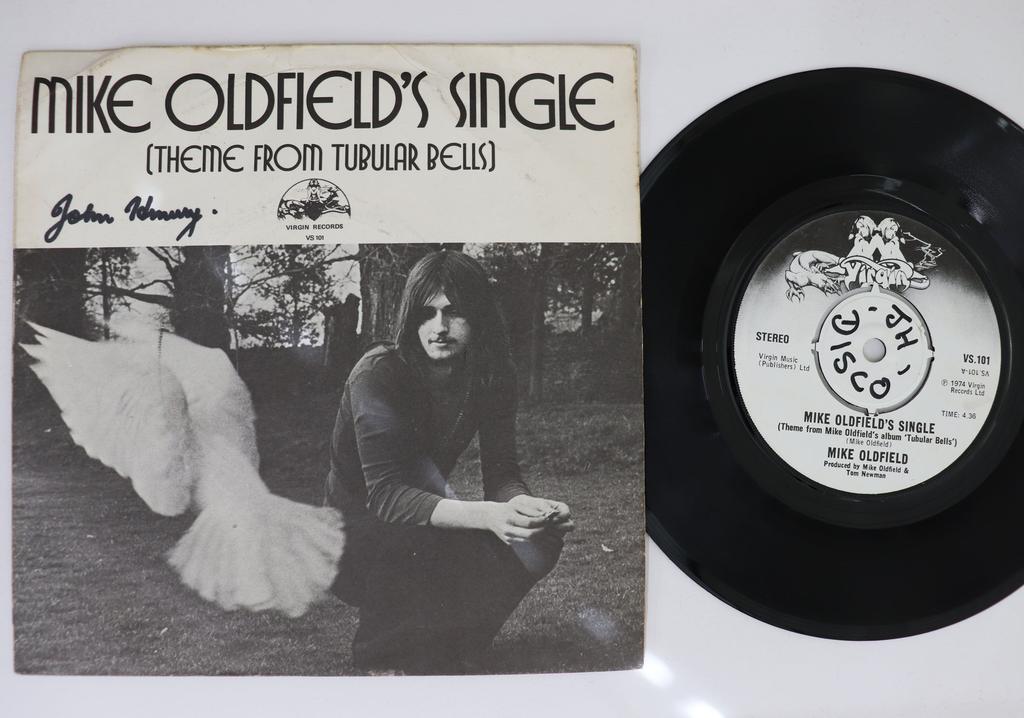 MIKE OLDFIELD'S SINGLE
(THEME FROM TUBULAR BELLS)
VIRGIN RECORDS
VS 101
John
Virgin
STEREO
Virgin Music
(Publishers) Ltd
JH - DISCO -
VS.101
VS.101-A
℗ 1974 Virgin
Records Ltd
TIME: 4.36
MIKE OLDFIELD'S SINGLE
(Theme from Mike Oldfield's album 'Tubular Bells')
(Mike Oldfield)
MIKE OLDFIELD
Produced by Mike Oldfield &
Tom Newman